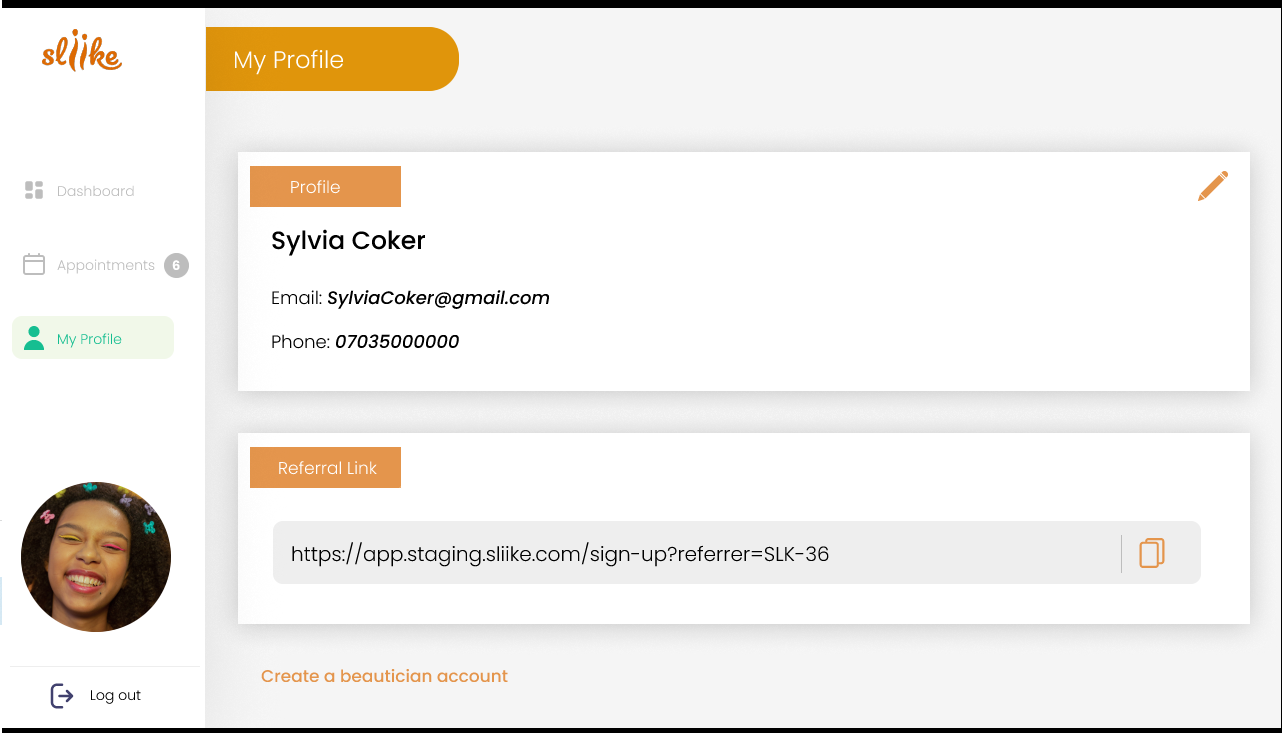 sliike
My Profile
Dashboard
Appointments 6
My Profile
Profile
Sylvia Coker
Email: SylviaCoker@gmail.com
Phone: 07035000000
Referral Link
https://app.staging.sliike.com/sign-up?referrer=SLK-36
Create a beautician account
Log out